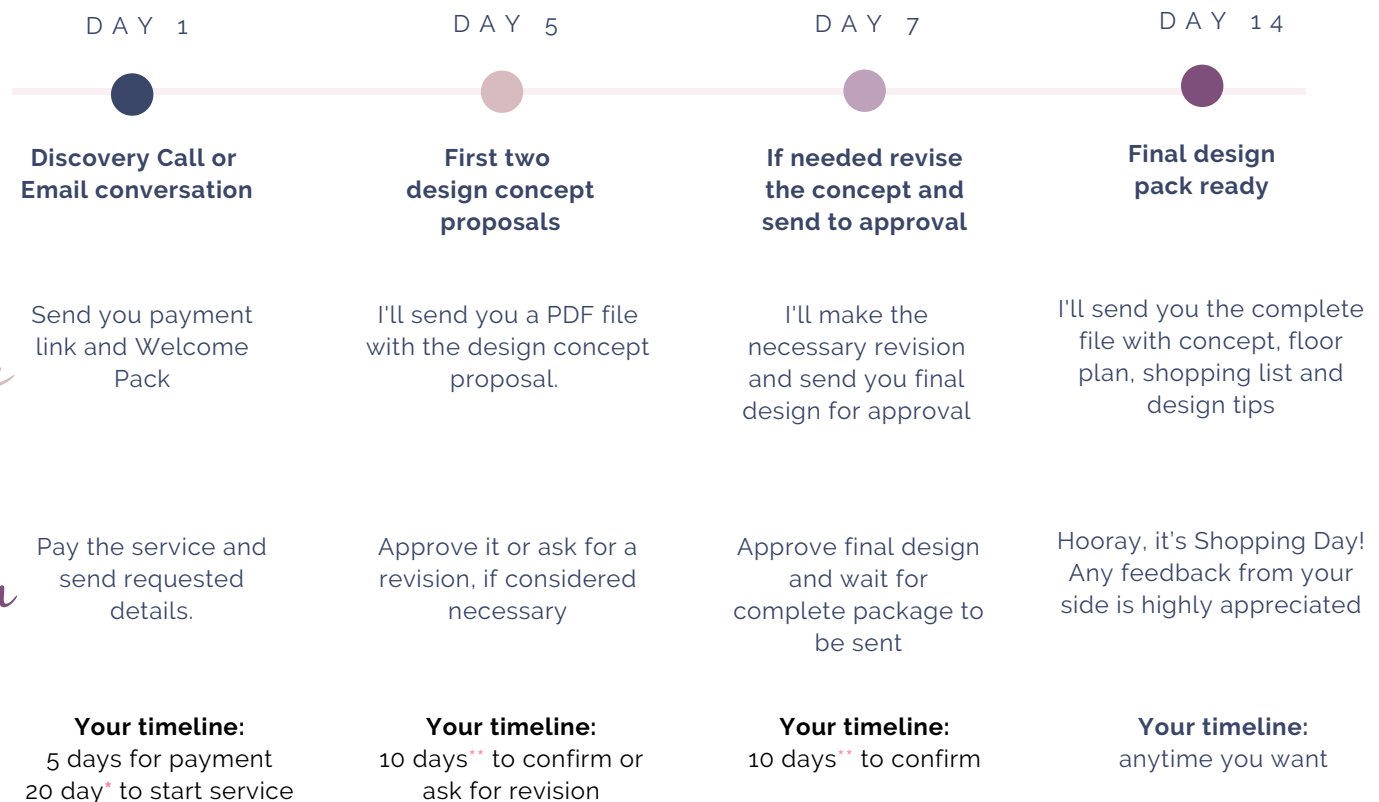 DAY 1
DAY 5
DAY 7
DAY 14
Discovery Call or
Email conversation
First two
design concept
proposals
If needed revise
the concept and
send to approval
Final design
pack ready
Send you payment
link and Welcome
Pack
I'll send you a PDF file
with the design concept
proposal.
I'll make the
necessary revision
and send you final
design for approval
I'll send you the complete
file with concept, floor
plan, shopping list and
design tips
Pay the service and
send requested
details.
Approve it or ask for a
revision, if considered
necessary
Approve final design
and wait for
complete package to
be sent
Hooray, it's Shopping Day!
Any feedback from your
side is highly appreciated
Your timeline:
5 days for payment
20 day* to start service
Your timeline:
10 days** to confirm or
ask for revision
Your timeline:
10 days** to confirm
Your timeline:
anytime you want